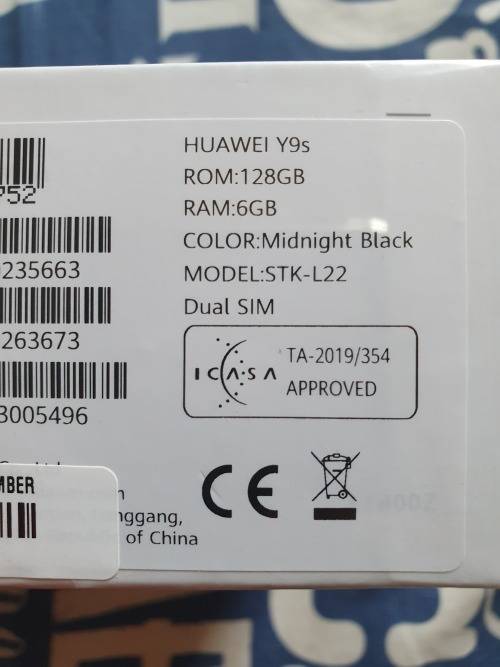 HUAWEI Y9s
ROM:128GB
RAM:6GB
COLOR:Midnight Black
MODEL:STK-L22
Dual SIM
ICASA
TA-2019/354
APPROVED
752
235663
263673
3005496
MBER
nggang,
of China
CE